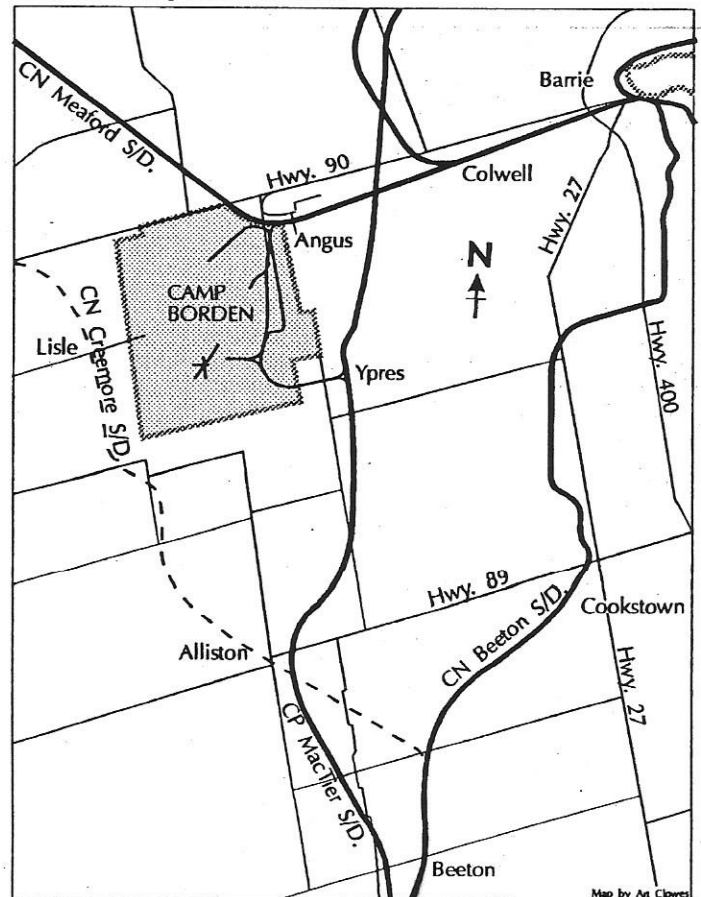 Barrie
CN Meaford S/D.
Hwy. 90
Colwell
Hwy. 27
Angus
N
CAMP
BORDEN
CN Creemore S/D.
Lisle
Ypres
Hwy. 400
Hwy. 89
Cookstown
CN Beeton S/D.
Alliston
Hwy. 27
CP MacTier S/D.
Beeton
Map by Art Clowes